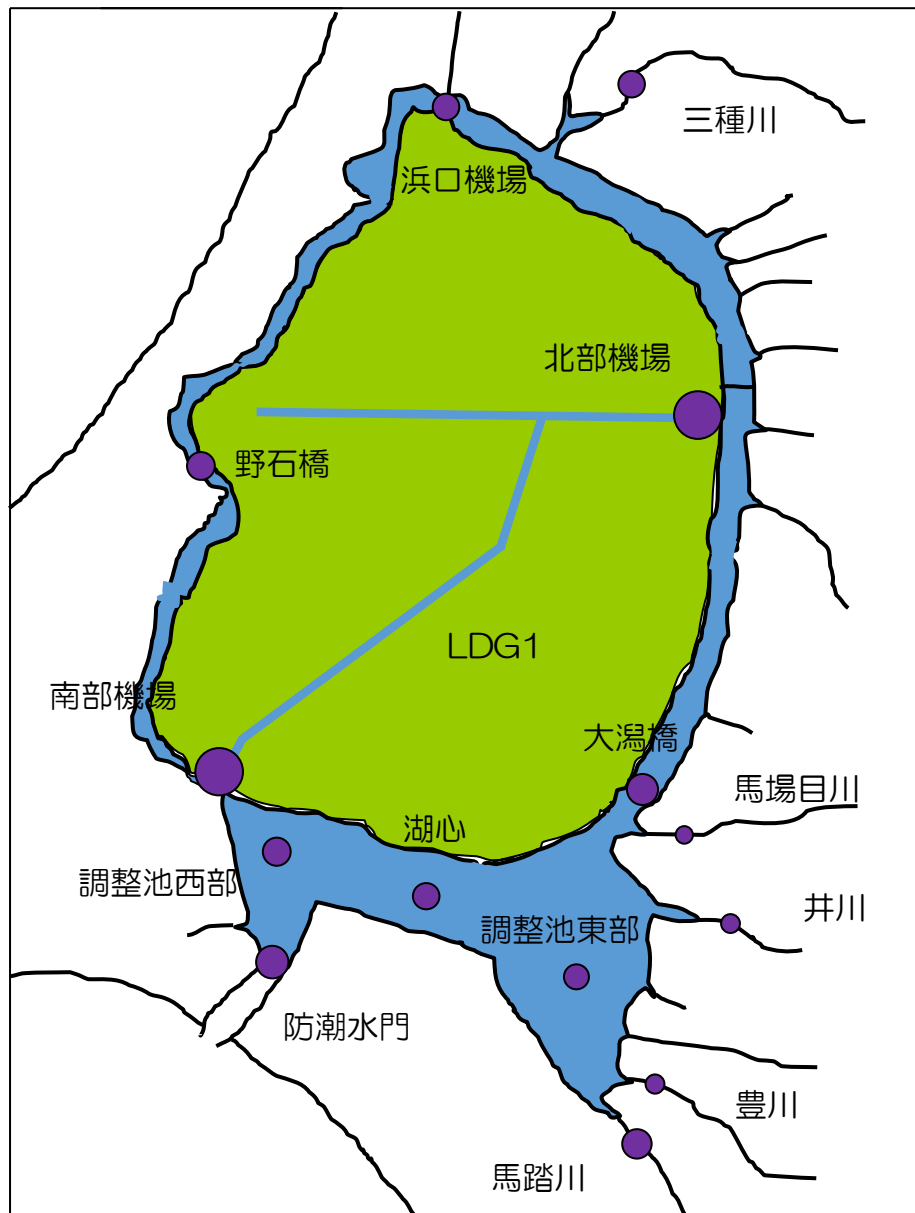 三種川
浜口機場
北部機場
野石橋
LDG1
南部機場
大潟橋
馬場目川
湖心
調整池西部
井川
調整池東部
防潮水門
豊川
馬踏川